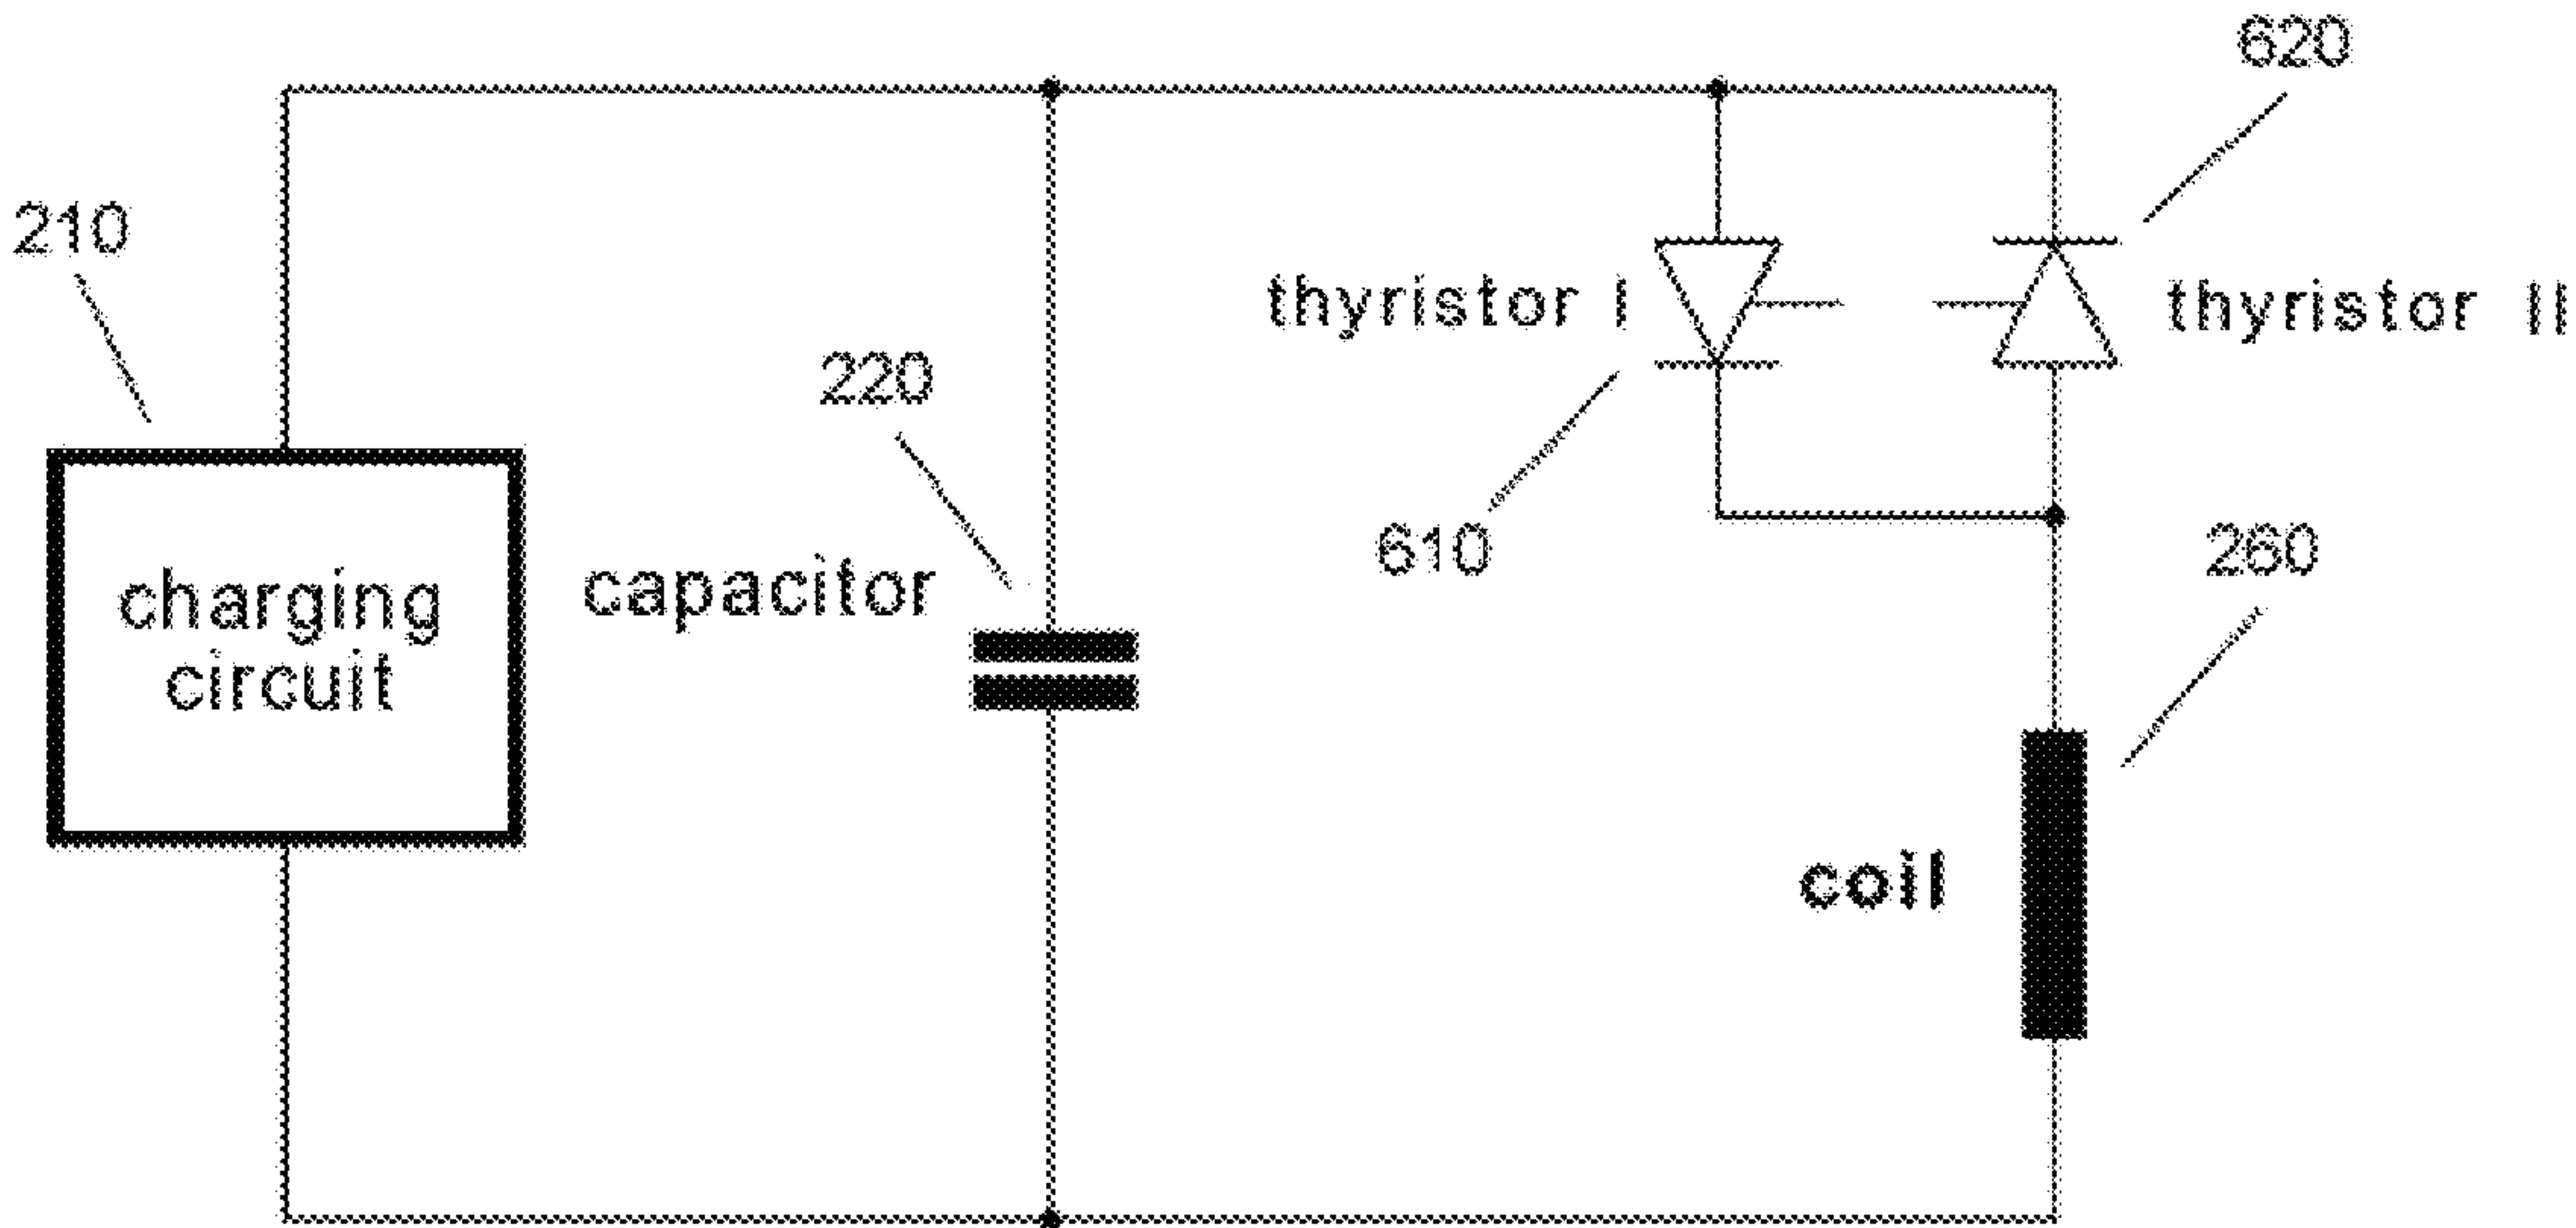 620
210
thyristor I
thyristor II
220
610
260
capacitor
charging
circuit
coil